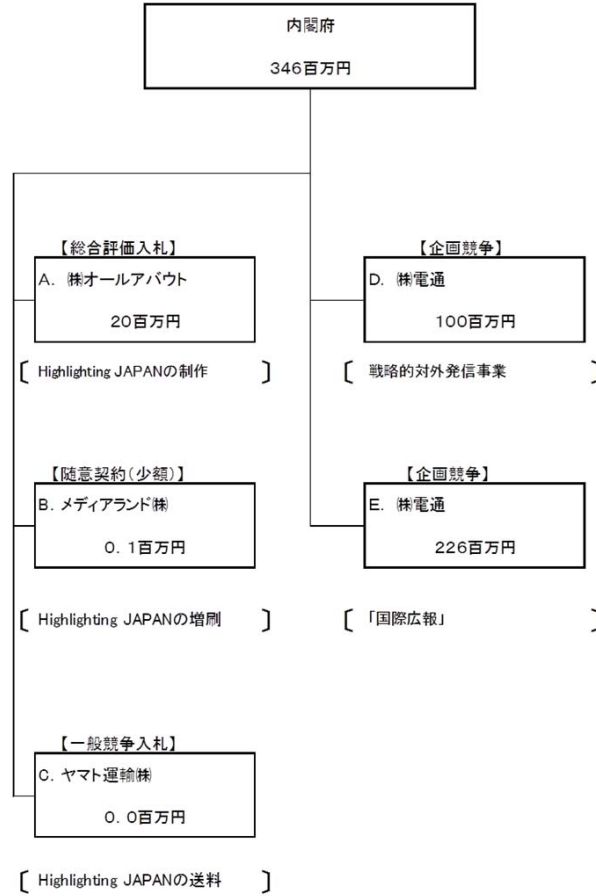 内閣府
346百万円
【総合評価入札】
A. ㈱オールアバウト
20百万円
〔 Highlighting JAPANの制作 〕
【随意契約(少額)】
B. メディアランド㈱
0.1百万円
〔 Highlighting JAPANの増刷 〕
【一般競争入札】
C. ヤマト運輸㈱
0.0百万円
〔 Highlighting JAPANの送料 〕
【企画競争】
D. ㈱電通
100百万円
〔 戦略的対外発信事業 〕
【企画競争】
E. ㈱電通
226百万円
〔 「国際広報」 〕